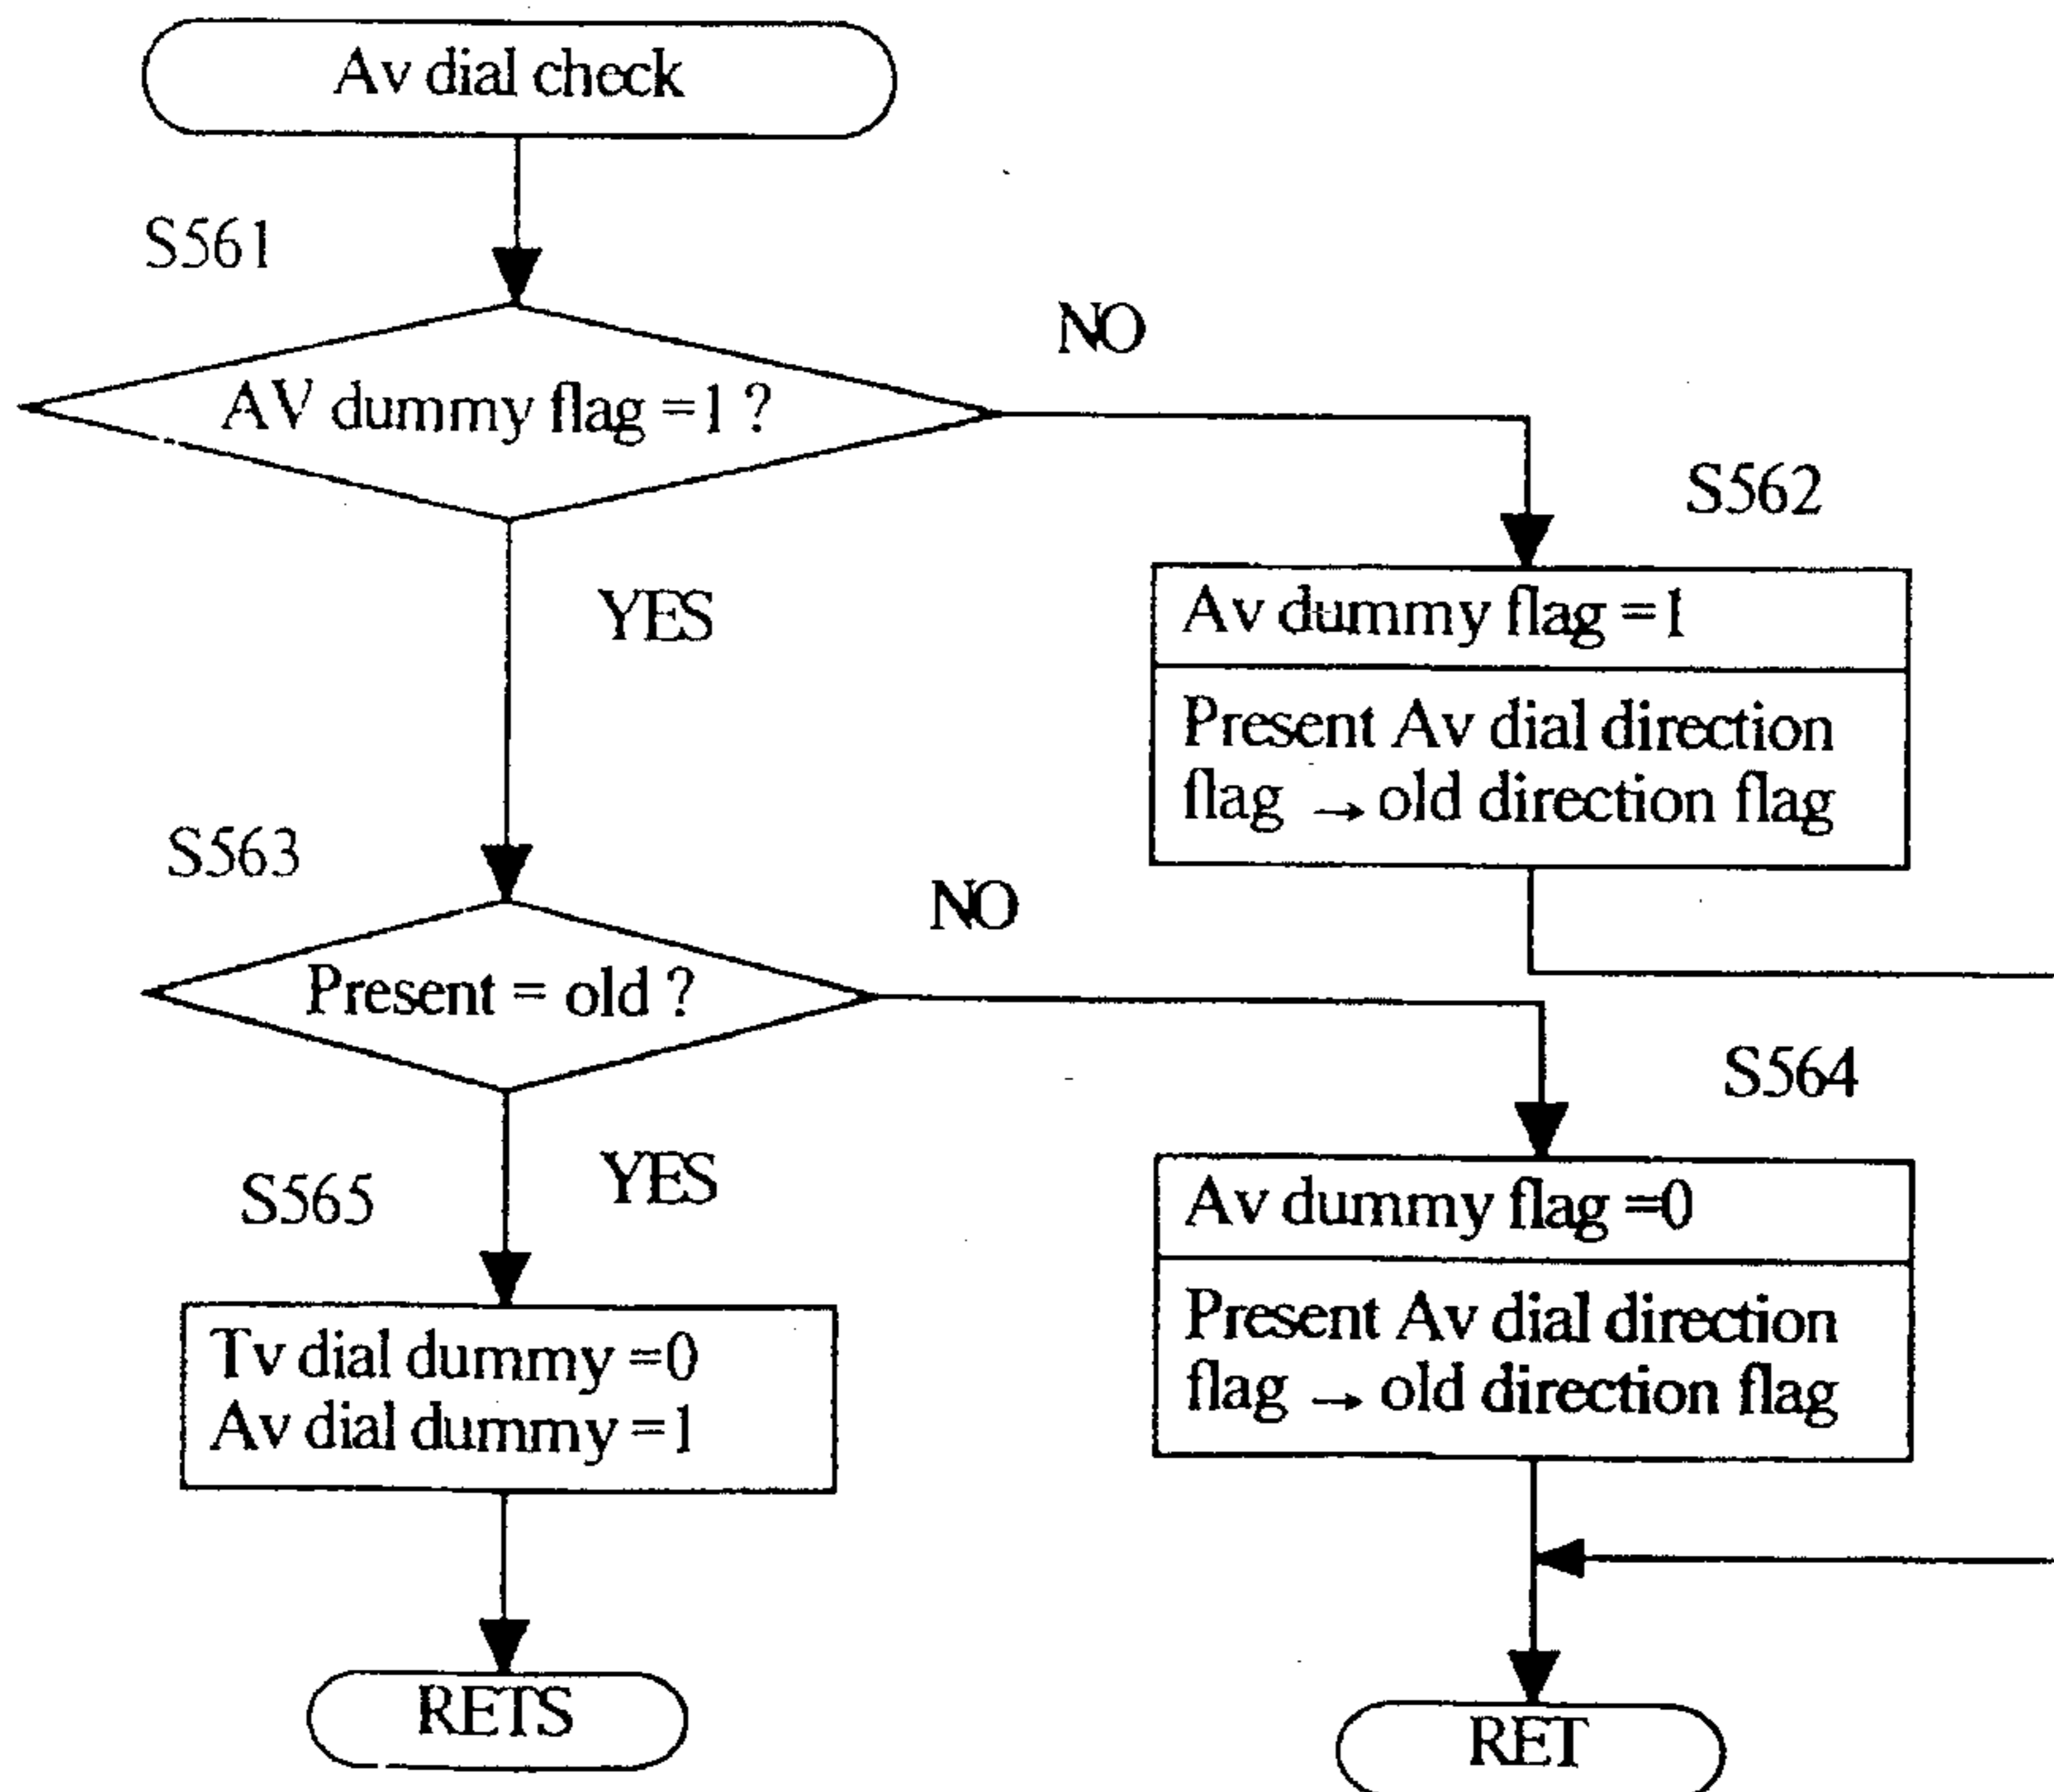 Av dial check
S561
AV dummy flag =1 ?
NO
YES
S562
Av dummy flag =1
Present Av dial direction
flag → old direction flag
S563
Present = old ?
NO
YES
S564
Av dummy flag =0
Present Av dial direction
flag → old direction flag
S565
Tv dial dummy =0
Av dial dummy =1
RETS
RET